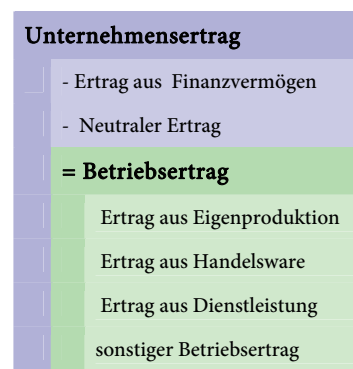 Unternehmensertrag
- Ertrag aus Finanzvermögen
- Neutraler Ertrag
= Betriebsertrag
Ertrag aus Eigenproduktion
Ertrag aus Handelsware
Ertrag aus Dienstleistung
sonstiger Betriebsertrag